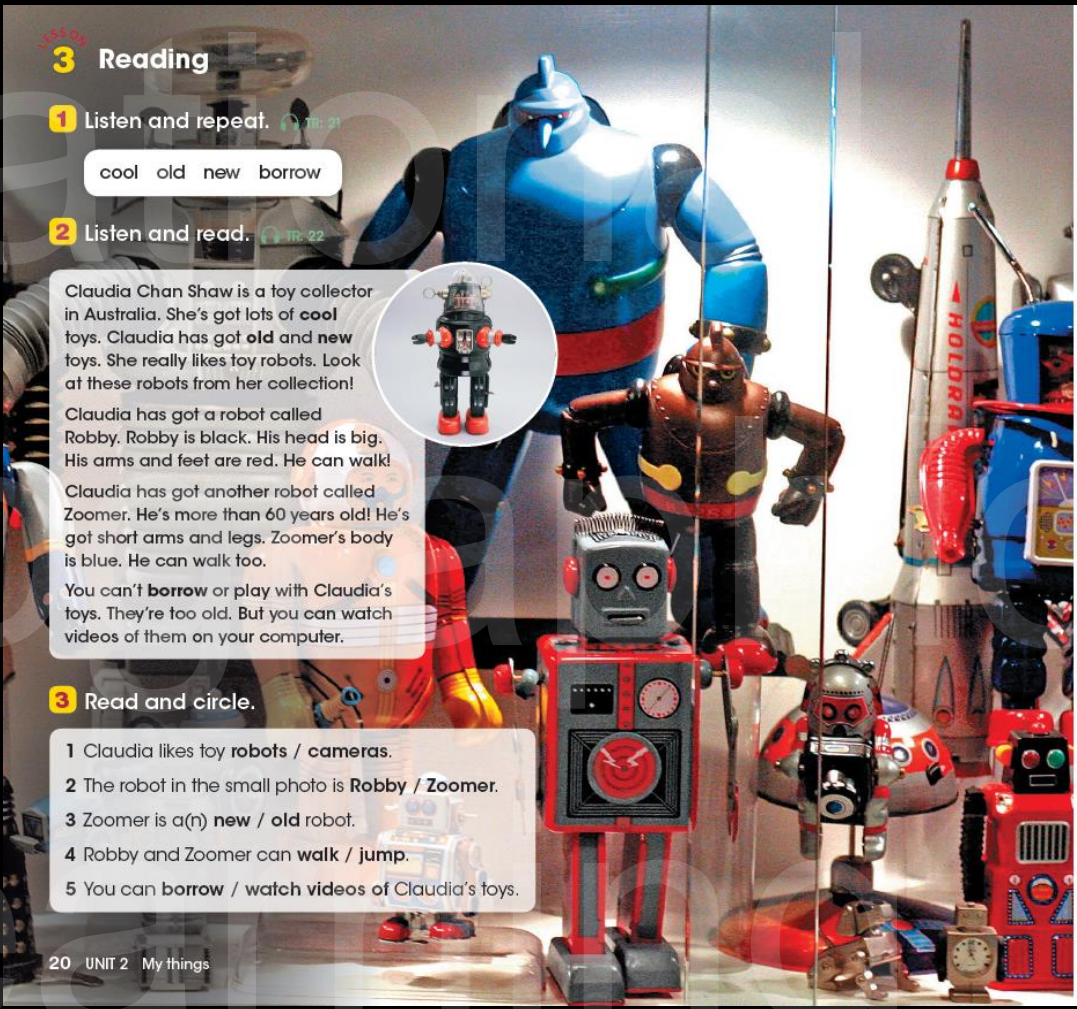 LESSON
3 Reading
1 Listen and repeat. TR: 21
cool old new borrow
2 Listen and read. TR: 22
Claudia Chan Shaw is a toy collector
in Australia. She's got lots of cool
toys. Claudia has got old and new
toys. She really likes toy robots. Look
at these robots from her collection!
Claudia has got a robot called
Robby. Robby is black. His head is big.
His arms and feet are red. He can walk!
Claudia has got another robot called
Zoomer. He's more than 60 years old! He's
got short arms and legs. Zoomer's body
is blue. He can walk too.
You can't borrow or play with Claudia's
toys. They're too old. But you can watch
videos of them on your computer.
3 Read and circle.
1 Claudia likes toy robots / cameras.
2 The robot in the small photo is Robby / Zoomer.
3 Zoomer is a(n) new / old robot.
4 Robby and Zoomer can walk / jump.
5 You can borrow / watch videos of Claudia's toys.
20 UNIT 2 My things
HOLDRA